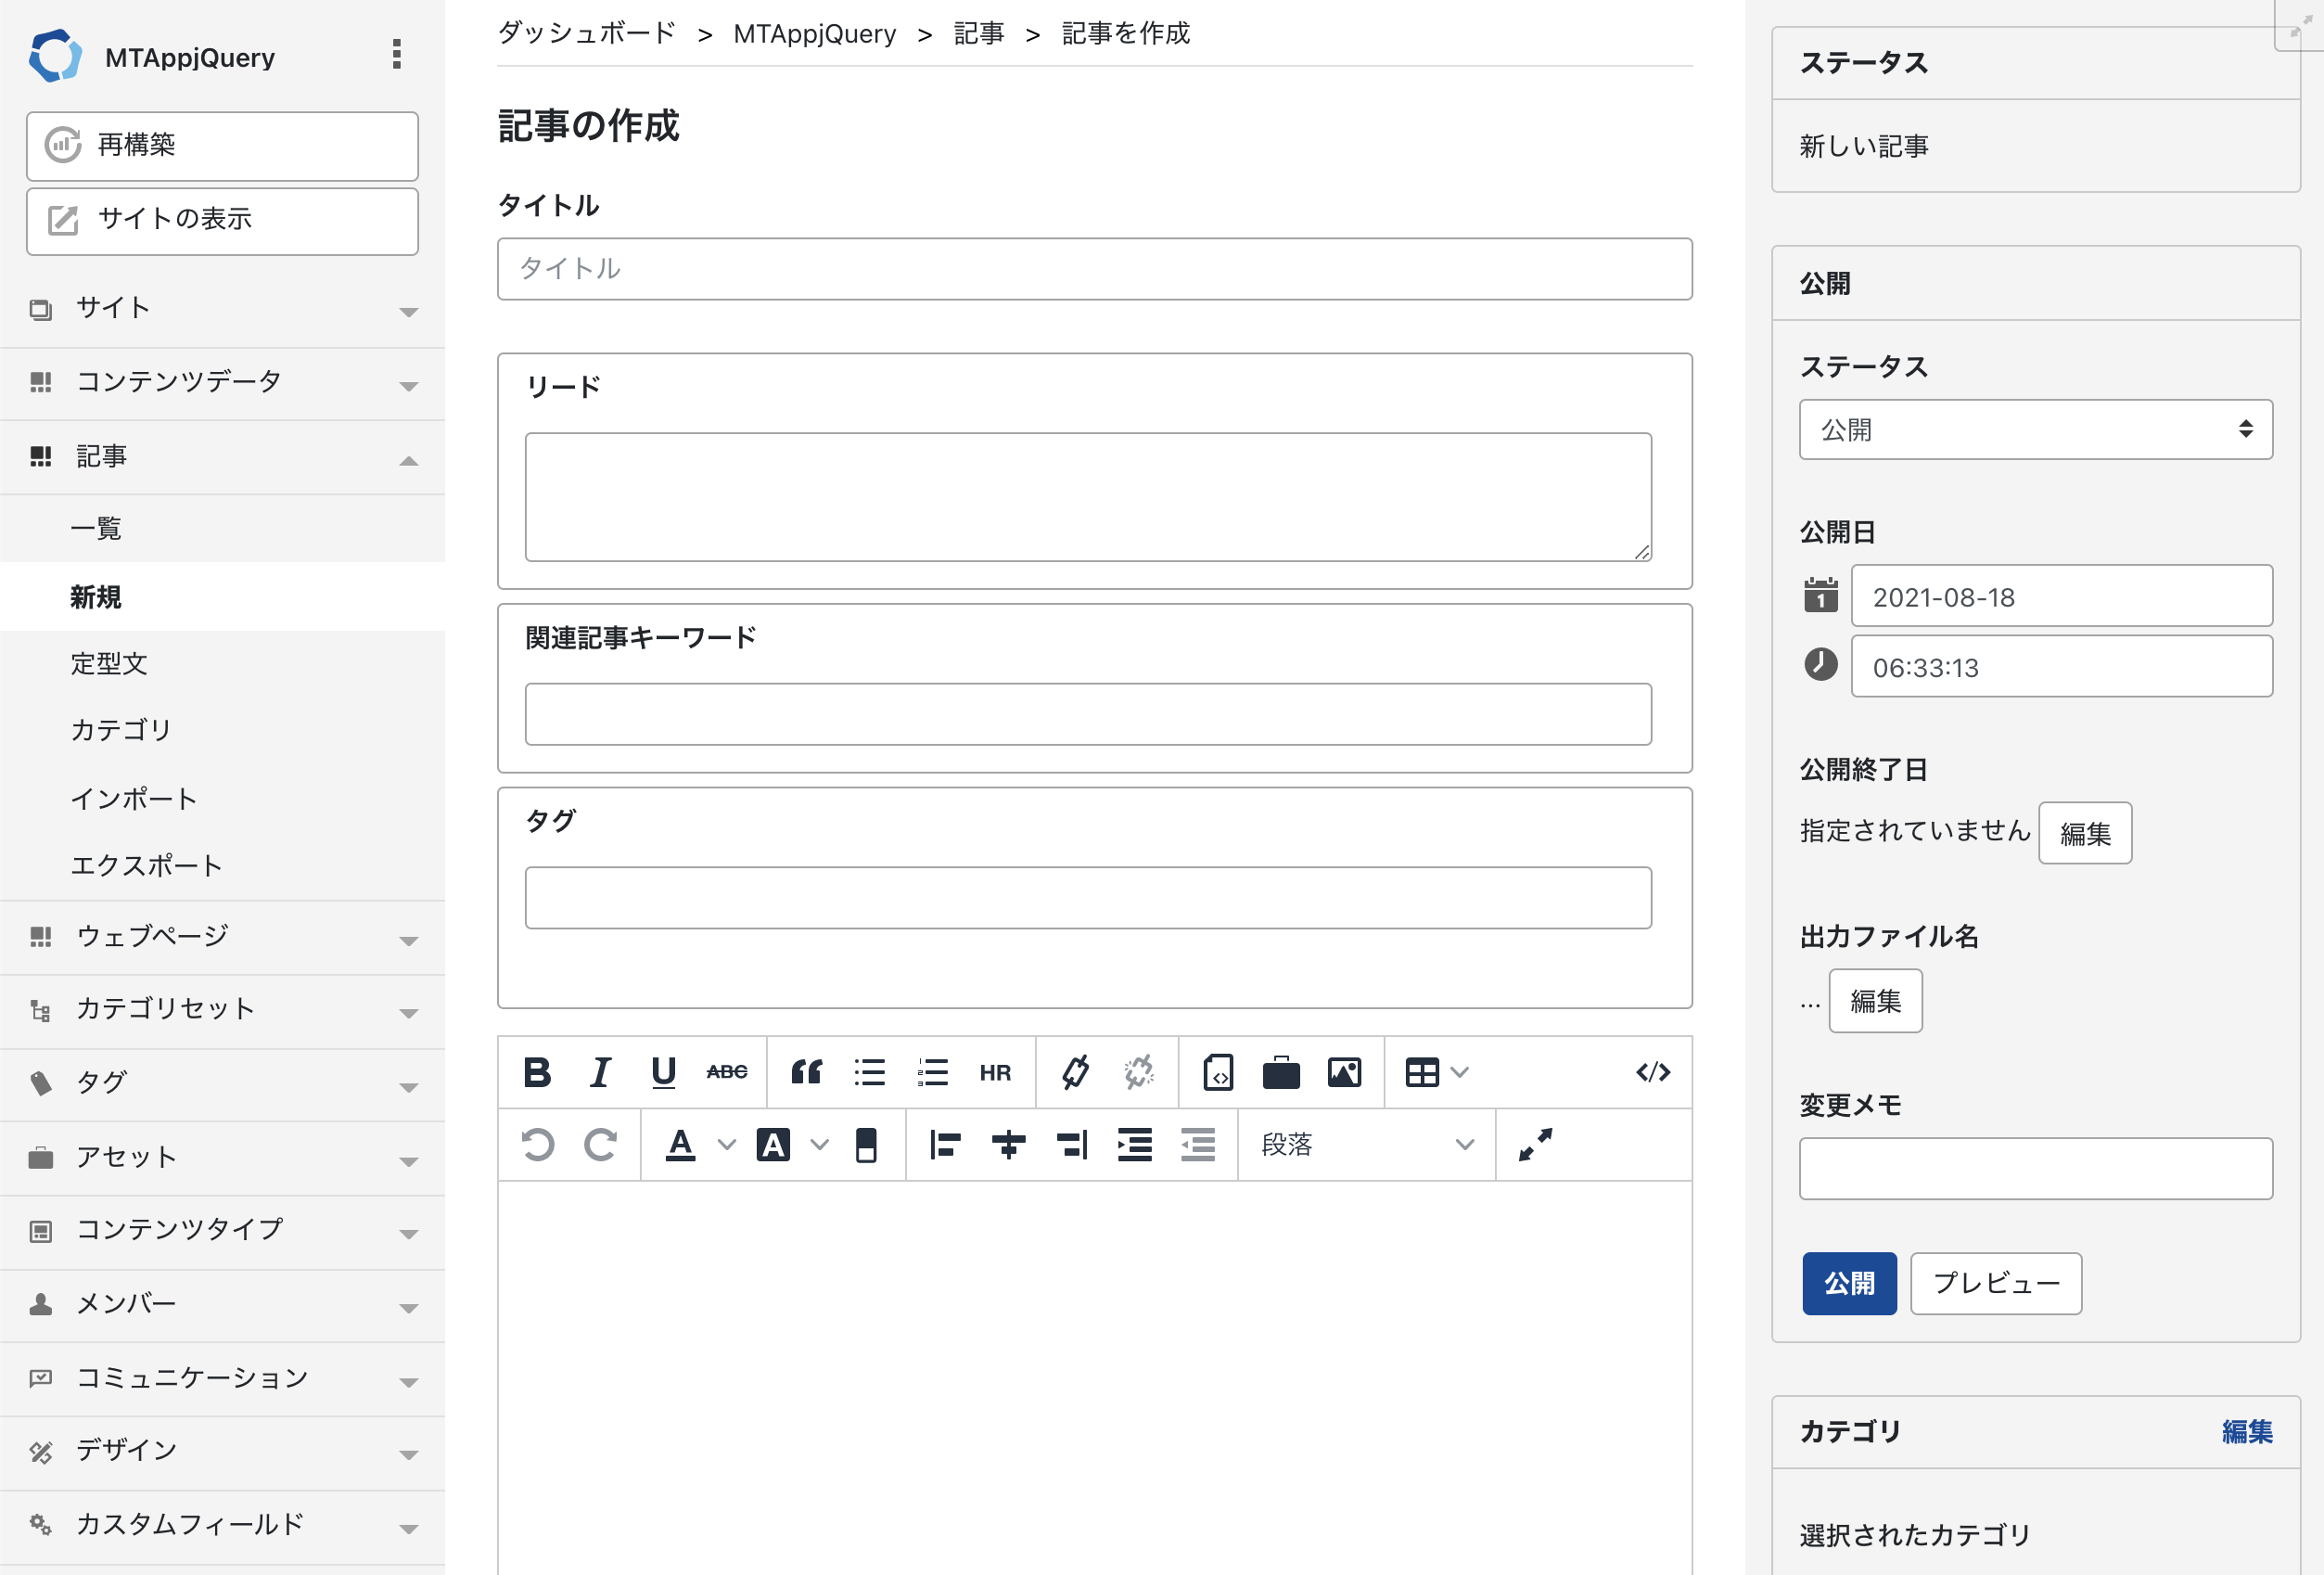 MTAppjQuery
再構築
サイトの表示
サイト
コンテンツデータ
記事
一覧
新規
定型文
カテゴリ
インポート
エクスポート
ウェブページ
カテゴリセット
タグ
アセット
コンテンツタイプ
メンバー
コミュニケーション
デザイン
カスタムフィールド
ダッシュボード > MTAppjQuery > 記事 > 記事を作成
記事の作成
タイトル
タイトル
リード
関連記事キーワード
タグ
B I U ABC HR </>
A A 段落
ステータス
新しい記事
公開
ステータス
公開
公開日
1 2021-08-18
06:33:13
公開終了日
指定されていません 編集
出力ファイル名
... 編集
変更メモ
公開 プレビュー
カテゴリ 編集
選択されたカテゴリ